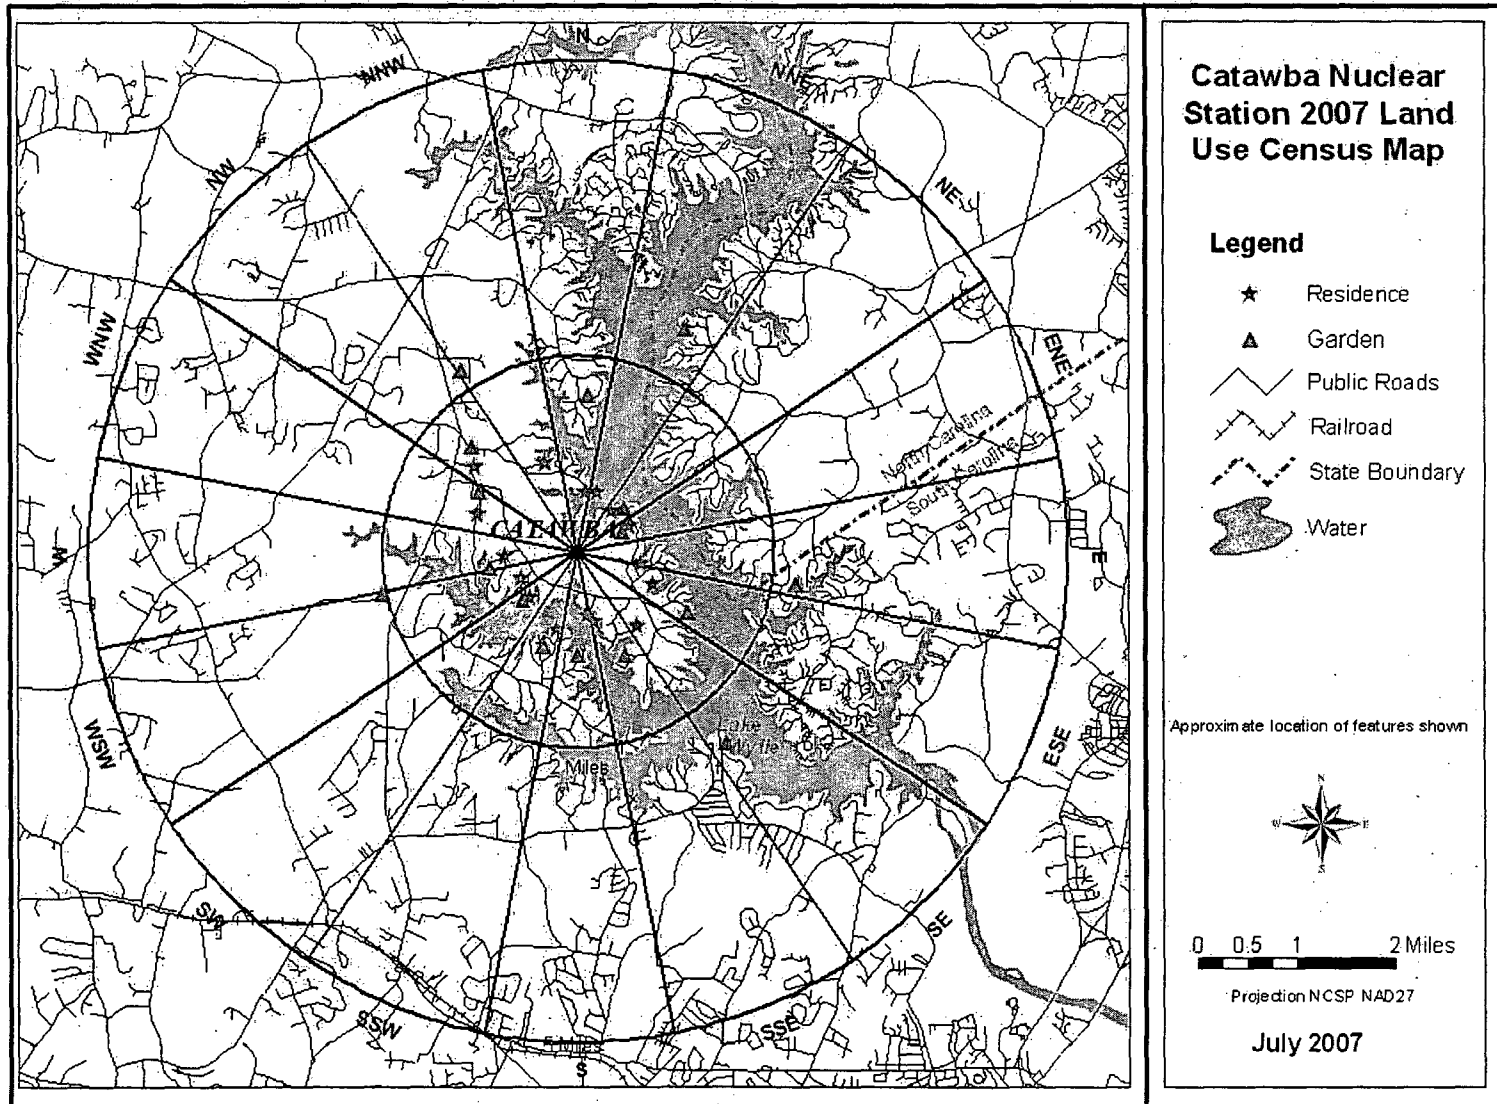 N
NNW
NNE
NW
NE
WNW
ENE
North Carolina
South Carolina
CATAWBA
W
E
Lake
Wylie
2 Miles
WSW
ESE
SW
SE
SSW
SSE
5 Miles
S
Catawba Nuclear
Station 2007 Land
Use Census Map
Legend
Residence
Garden
Public Roads
Railroad
State Boundary
Water
Approximate location of features shown
N
W E
S
0 0.5 1 2 Miles
Projection NCSP NAD27
July 2007